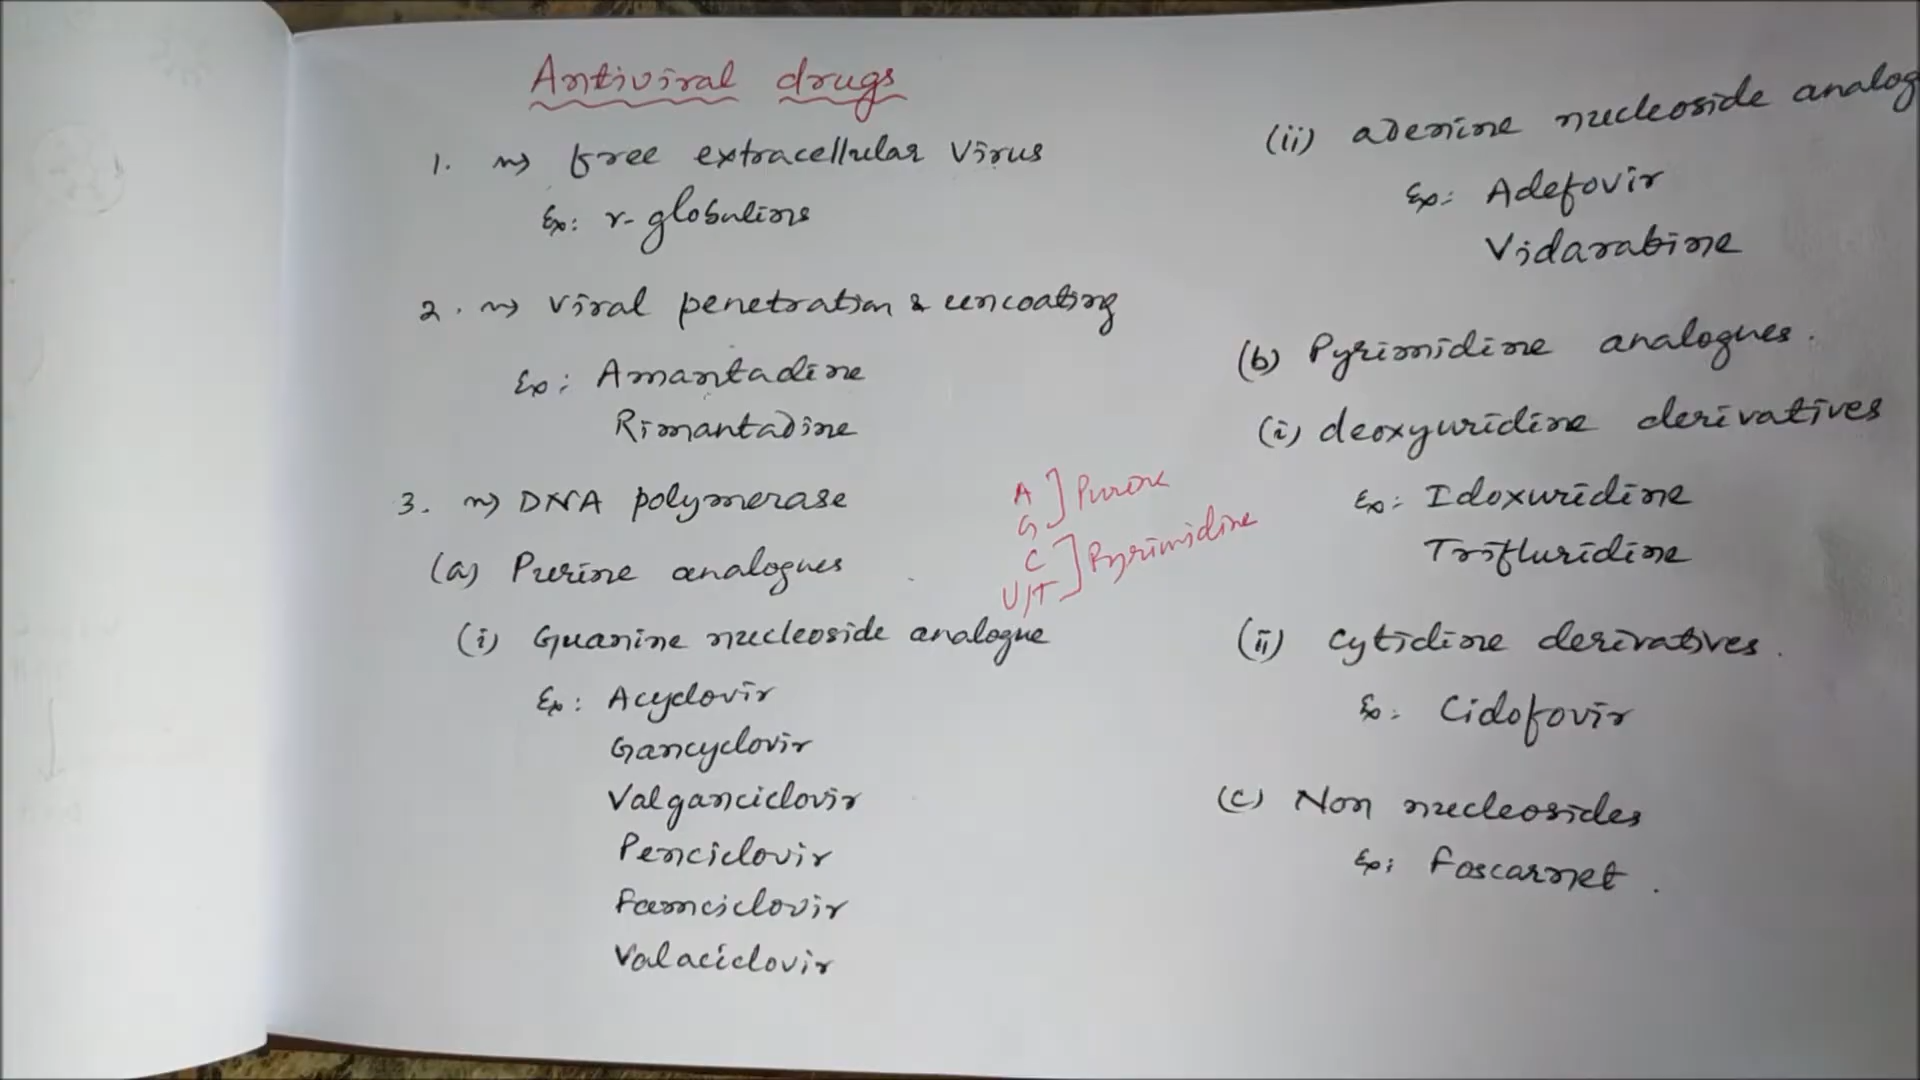 Antiviral drugs
1. → free extracellular virus
Ex: r-globulins
2. → Viral penetration & uncoating
Ex: Amantadine
Rimantadine
3. → DNA polymerase
(a) Purine analogues
(i) Guanine nucleoside analogue
Ex: Acyclovir
Gancyclovir
Valganciclovir
Penciclovir
Famciclovir
Valaciclovir
A
G ] Purine
C
U/T ] Pyrimidine
(ii) adenine nucleoside analog
Ex: Adefovir
Vidarabine
(b) Pyrimidine analogues.
(i) deoxyuridine derivatives
Ex: Idoxuridine
Trifluridine
(ii) cytidine derivatives.
Ex: Cidofovir
(c) Non nucleosides
Ex: Foscarnet.